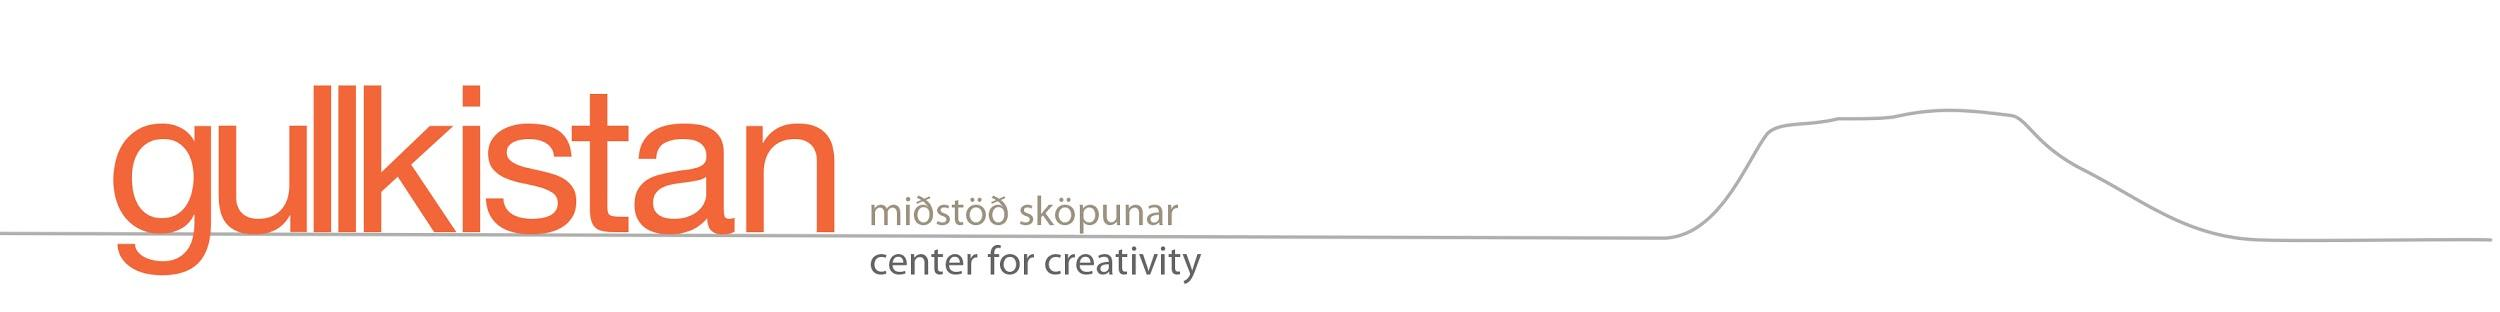 gullkistan
miðstöð sköpunar
center for creativity